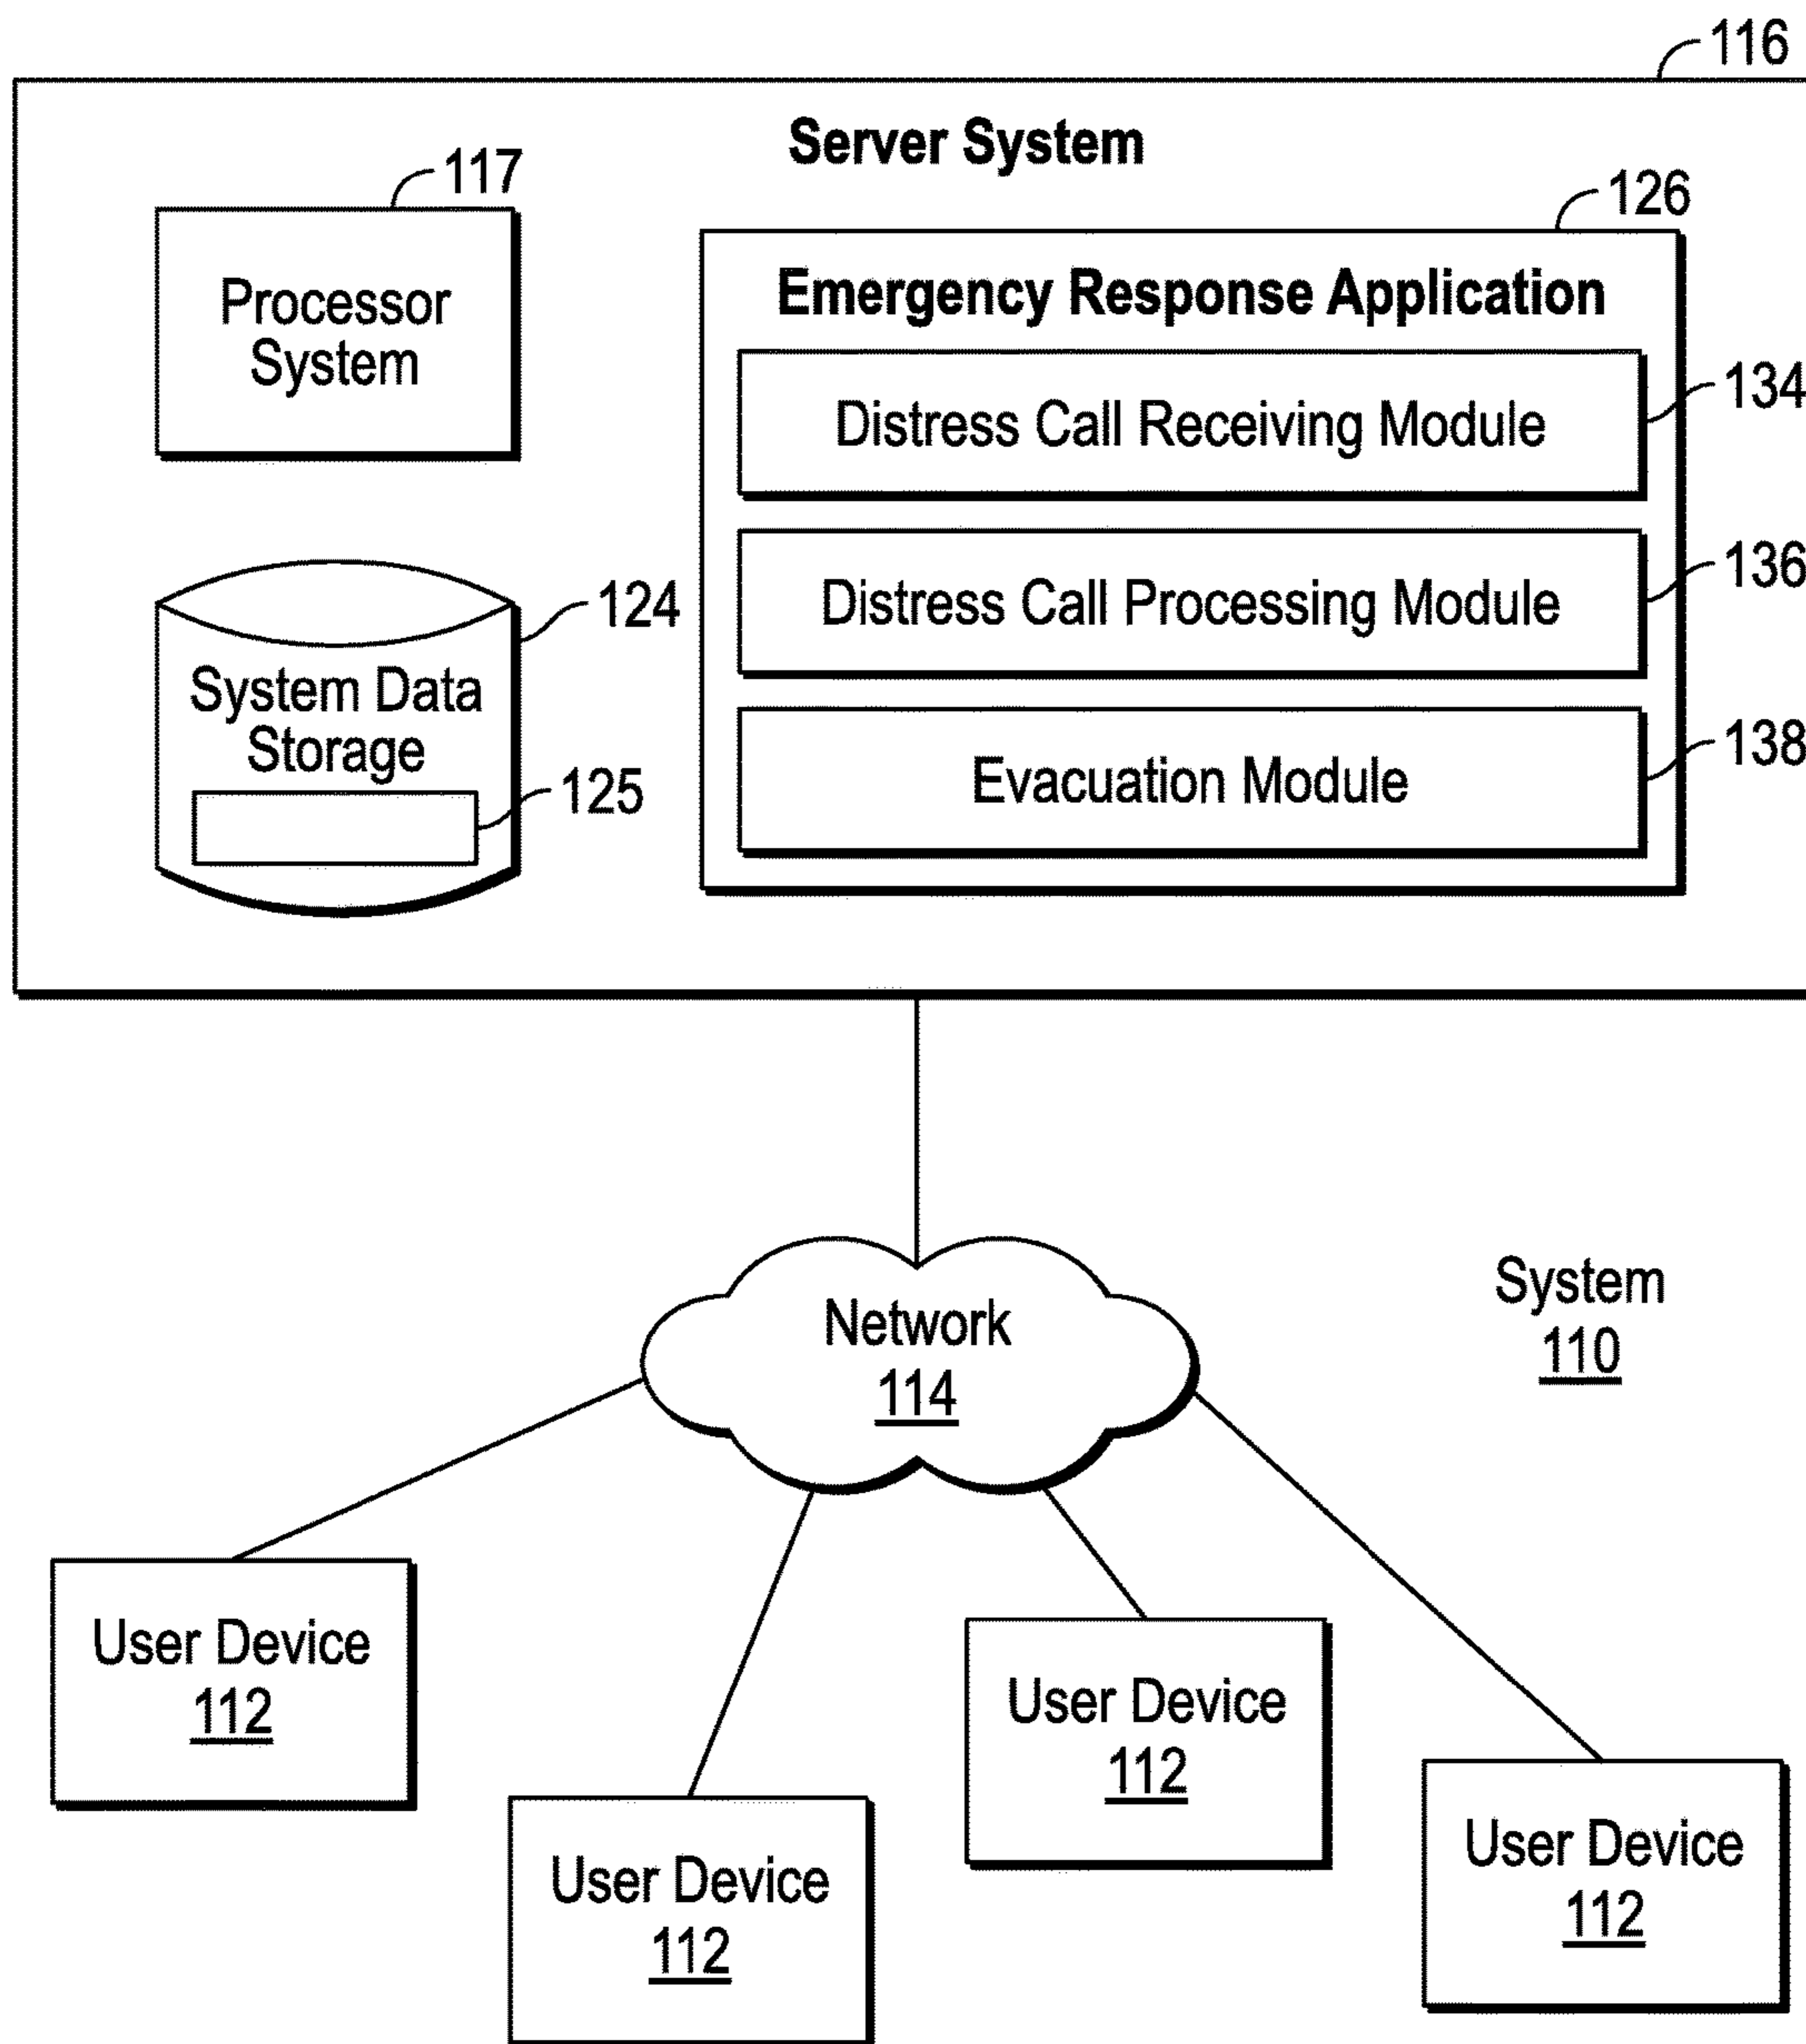 116
Server System
117
126
Processor
System
Emergency Response Application
134
Distress Call Receiving Module
136
Distress Call Processing Module
124
System Data
Storage
125
138
Evacuation Module
Network
114
System
110
User Device
112
User Device
112
User Device
112
User Device
112